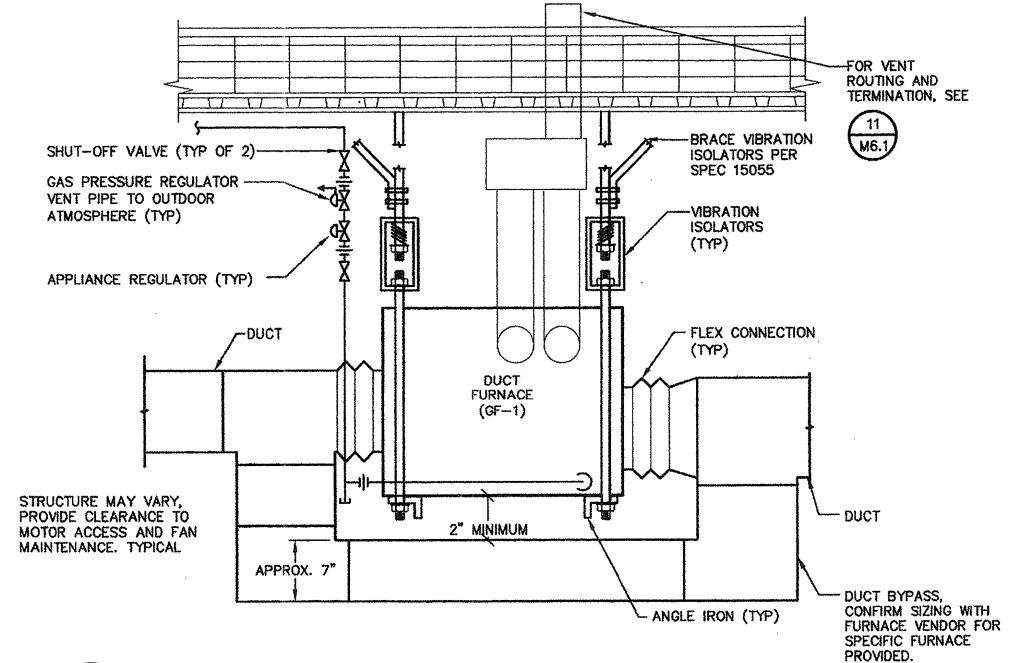 FOR VENT
ROUTING AND
TERMINATION, SEE
11
M6.1
SHUT-OFF VALVE (TYP OF 2)
GAS PRESSURE REGULATOR
VENT PIPE TO OUTDOOR
ATMOSPHERE (TYP)
APPLIANCE REGULATOR (TYP)
BRACE VIBRATION
ISOLATORS PER
SPEC 15055
VIBRATION
ISOLATORS
(TYP)
DUCT
FLEX CONNECTION
(TYP)
DUCT
FURNACE
(GF-1)
STRUCTURE MAY VARY,
PROVIDE CLEARANCE TO
MOTOR ACCESS AND FAN
MAINTENANCE. TYPICAL
2" MINIMUM
DUCT
APPROX. 7"
ANGLE IRON (TYP)
DUCT BYPASS,
CONFIRM SIZING WITH
FURNACE VENDOR FOR
SPECIFIC FURNACE
PROVIDED.